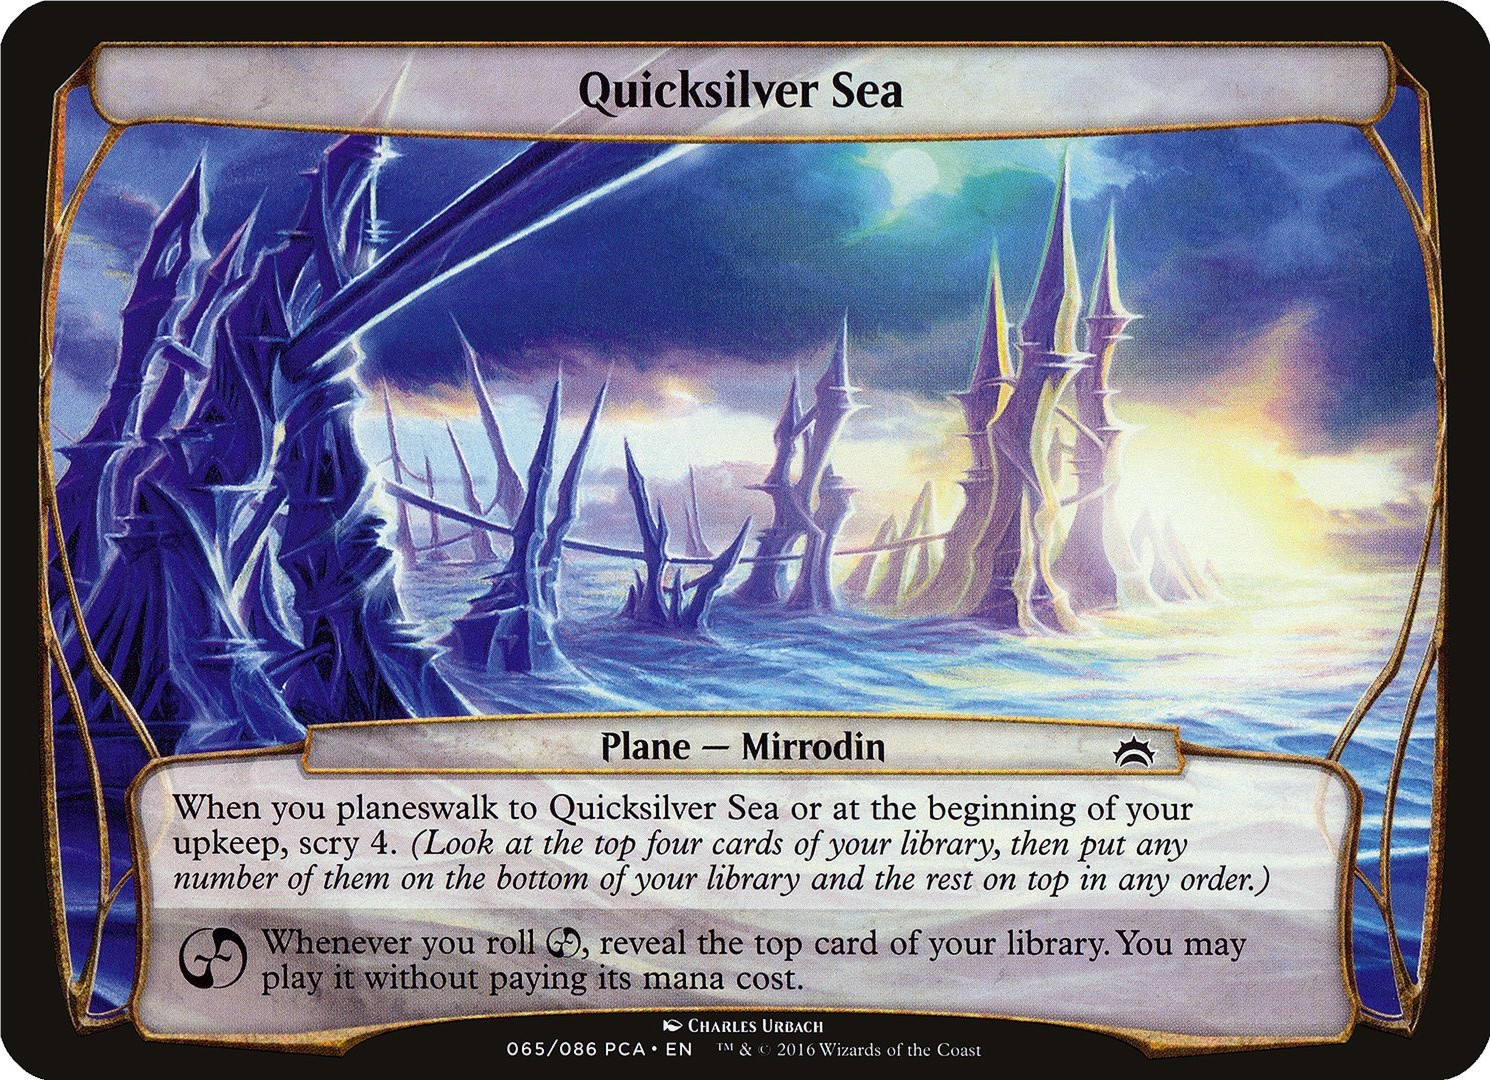 Quicksilver Sea
Plane — Mirrodin
When you planeswalk to Quicksilver Sea or at the beginning of your
upkeep, scry 4. (Look at the top four cards of your library, then put any
number of them on the bottom of your library and the rest on top in any order.)
Whenever you roll , reveal the top card of your library. You may
play it without paying its mana cost.
Charles Urbach
065/086 PCA • EN ™ & © 2016 Wizards of the Coast